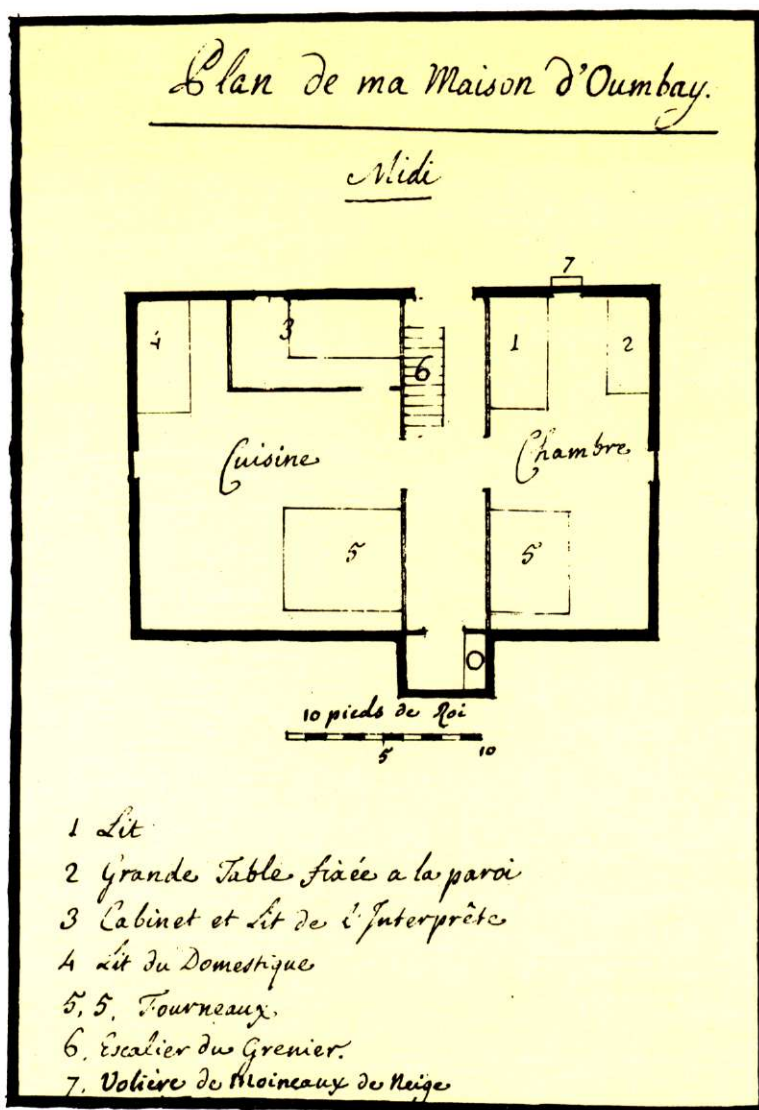 Plan de ma Maison d'Oumbay.
Midi
7
4
3
6
1
2
Cuisine
Chambre
5
5
10 pieds de Roi
5
10
1 Lit
2 Grande Table fixée a la paroi
3 Cabinet et Lit de l'Interprête
4 Lit du Domestique
5, 5. Fourneaux.
6. Escalier du Grenier.
7. Volière de Moineaux de Neige